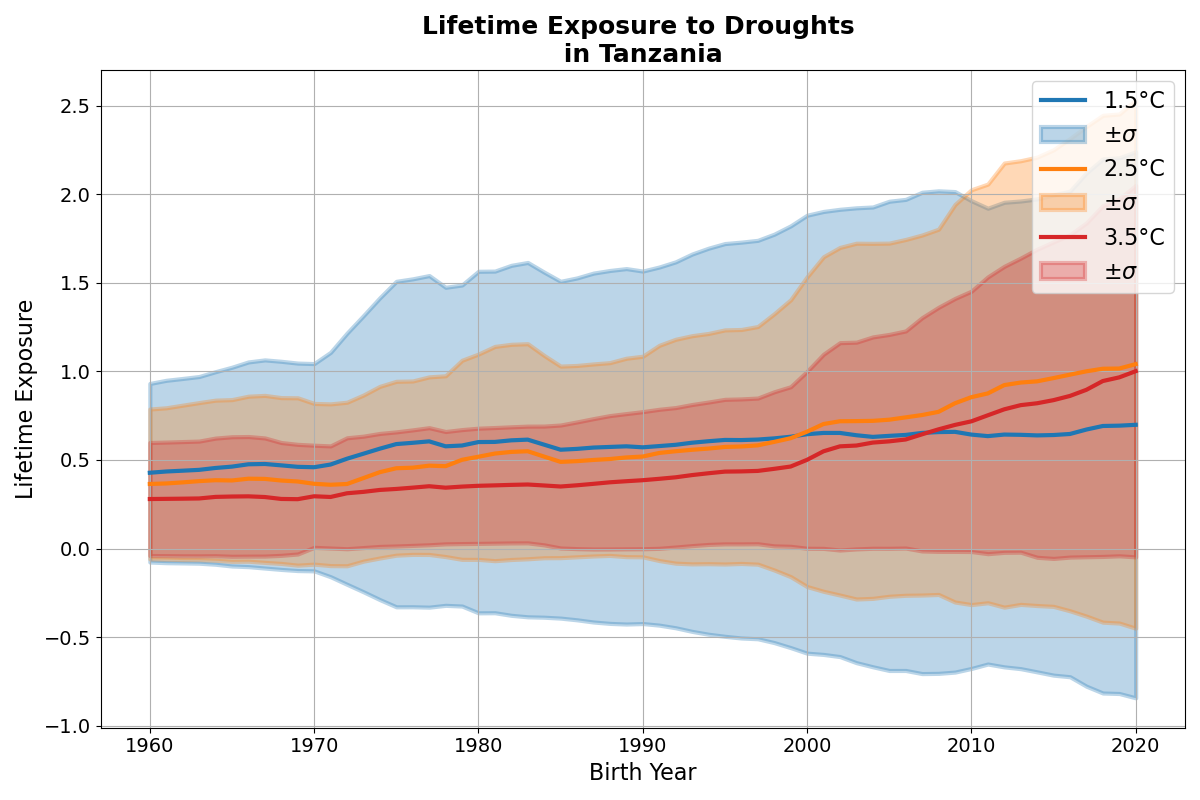 Lifetime Exposure to Droughts
in Tanzania
Lifetime Exposure
2.5
2.0
1.5
1.0
0.5
0.0
−0.5
−1.0
1.5°C
±σ
2.5°C
±σ
3.5°C
±σ
1960 1970 1980 1990 2000 2010 2020
Birth Year